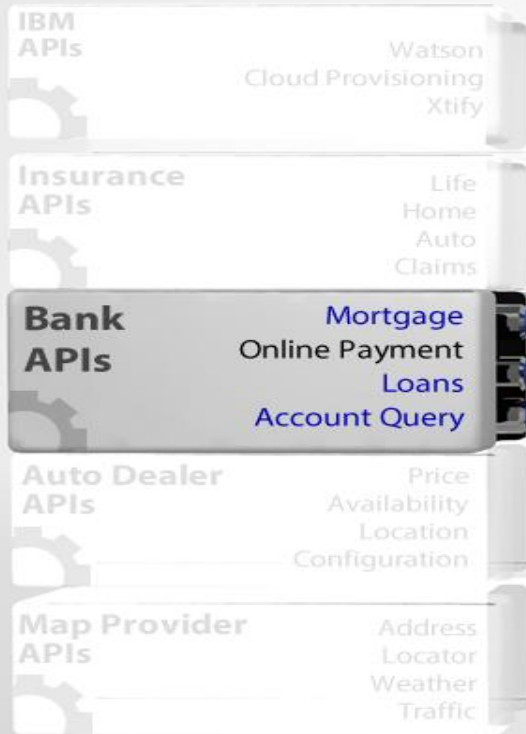 IBM
APIs
Watson
Cloud Provisioning
Xtify
Insurance
APIs
Life
Home
Auto
Claims
Bank
APIs
Mortgage
Online Payment
Loans
Account Query
Auto Dealer
APIs
Price
Availability
Location
Configuration
Map Provider
APIs
Address
Locator
Weather
Traffic